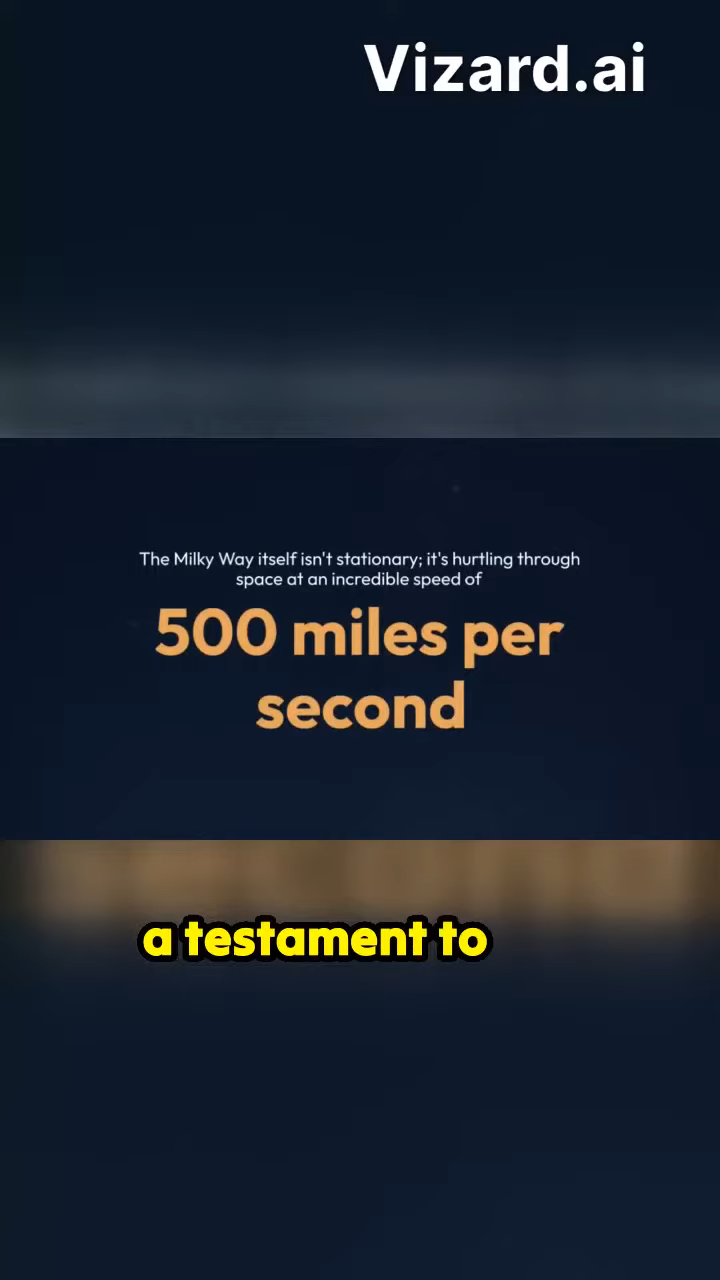 Vizard.ai
The Milky Way itself isn't stationary; it's hurtling through
space at an incredible speed of
500 miles per
second
a testament to